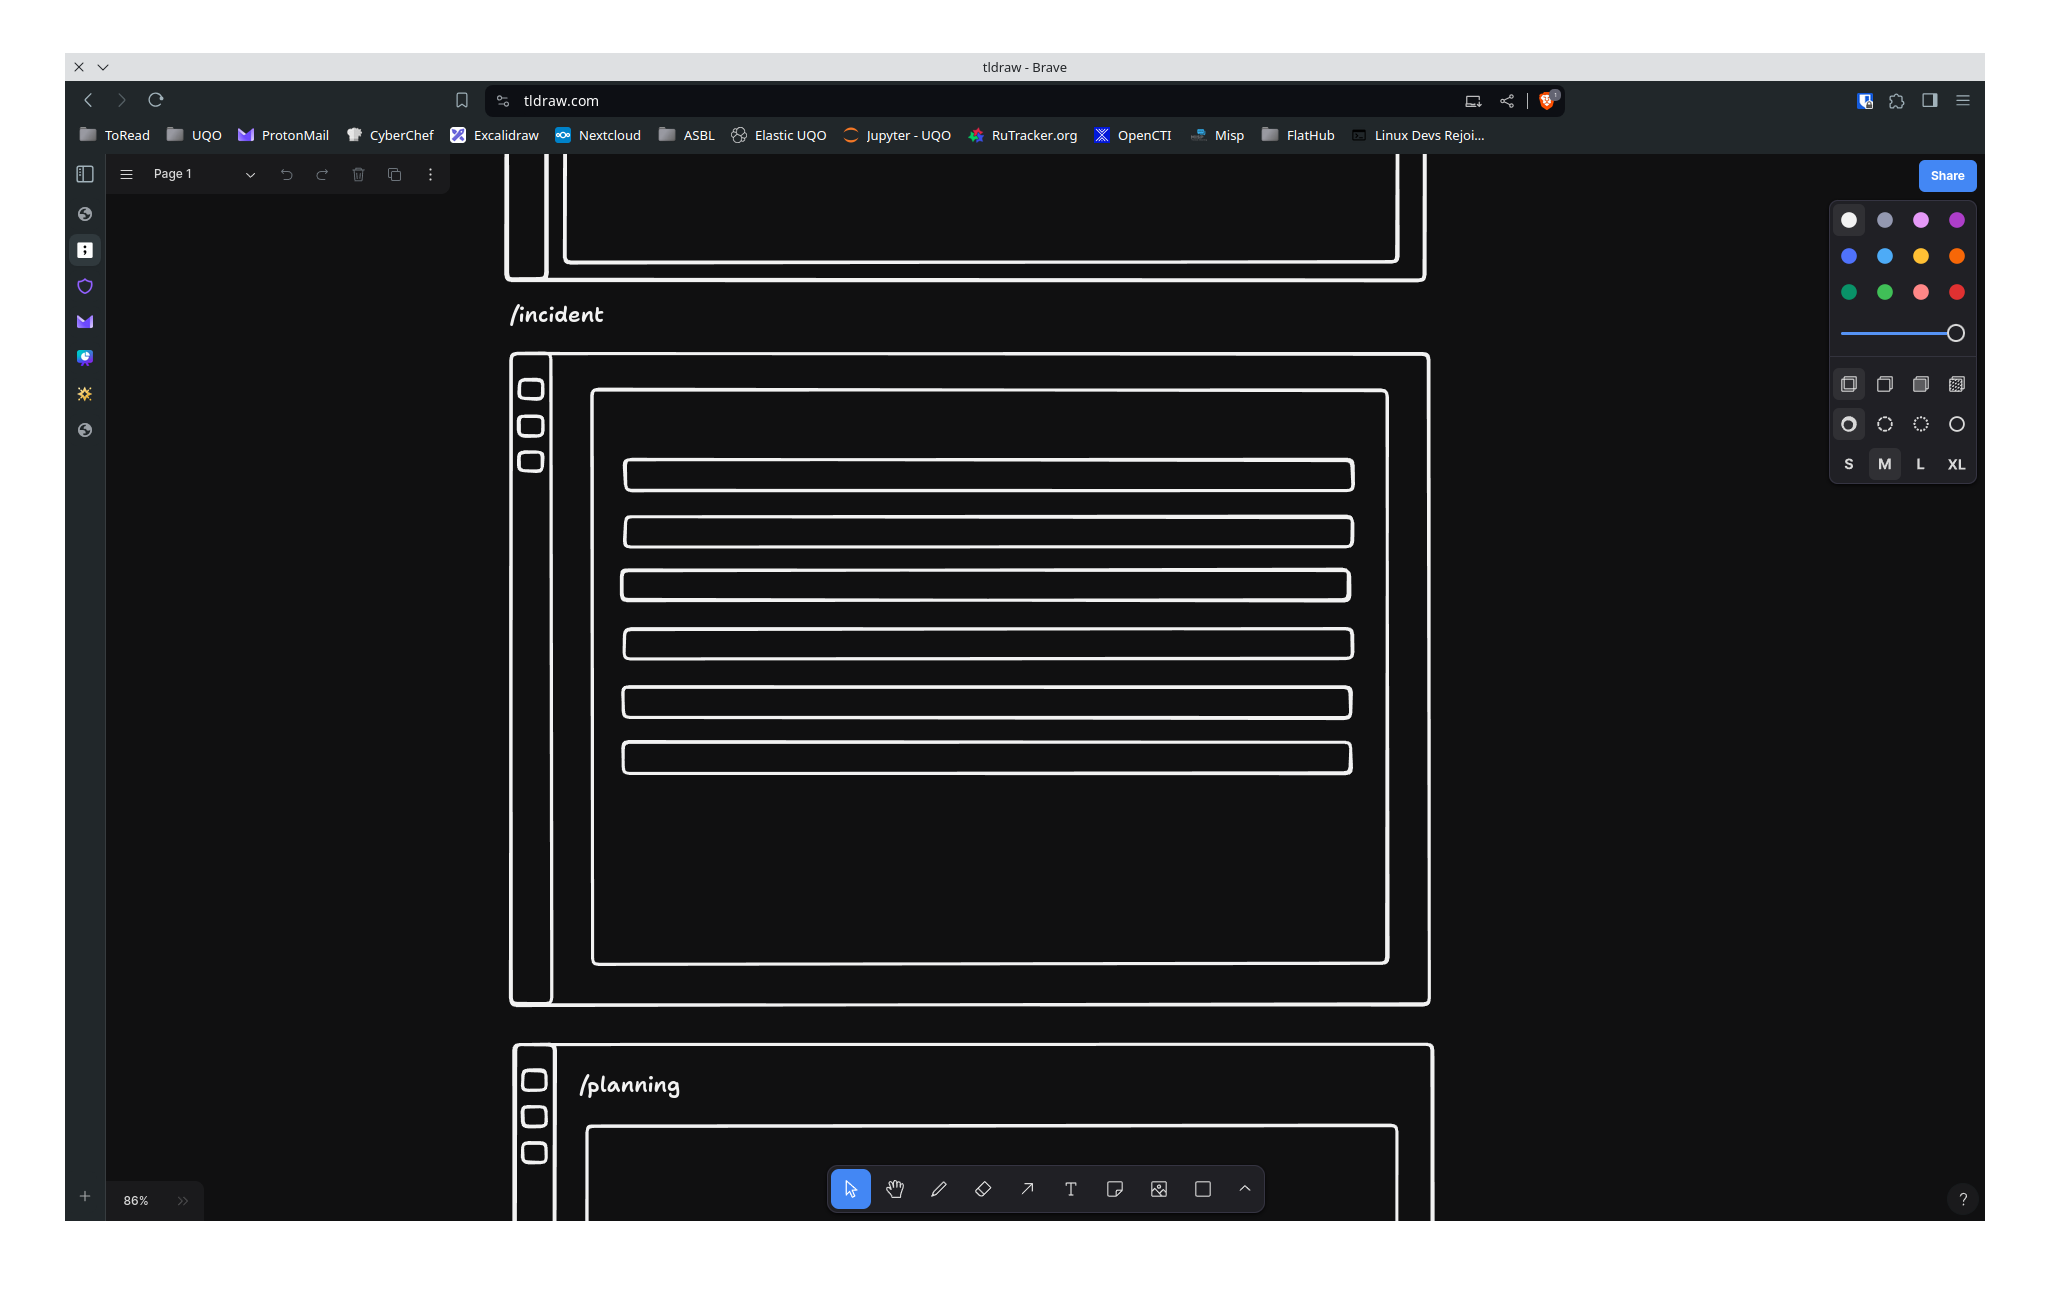 tldraw - Brave
tldraw.com
1
ToRead UQO ProtonMail CyberChef Excalidraw Nextcloud ASBL Elastic UQO Jupyter - UQO RuTracker.org OpenCTI Misp FlatHub Linux Devs Rejoi...
Page 1
Share
/incident
S M L XL
/planning
T
86%
?